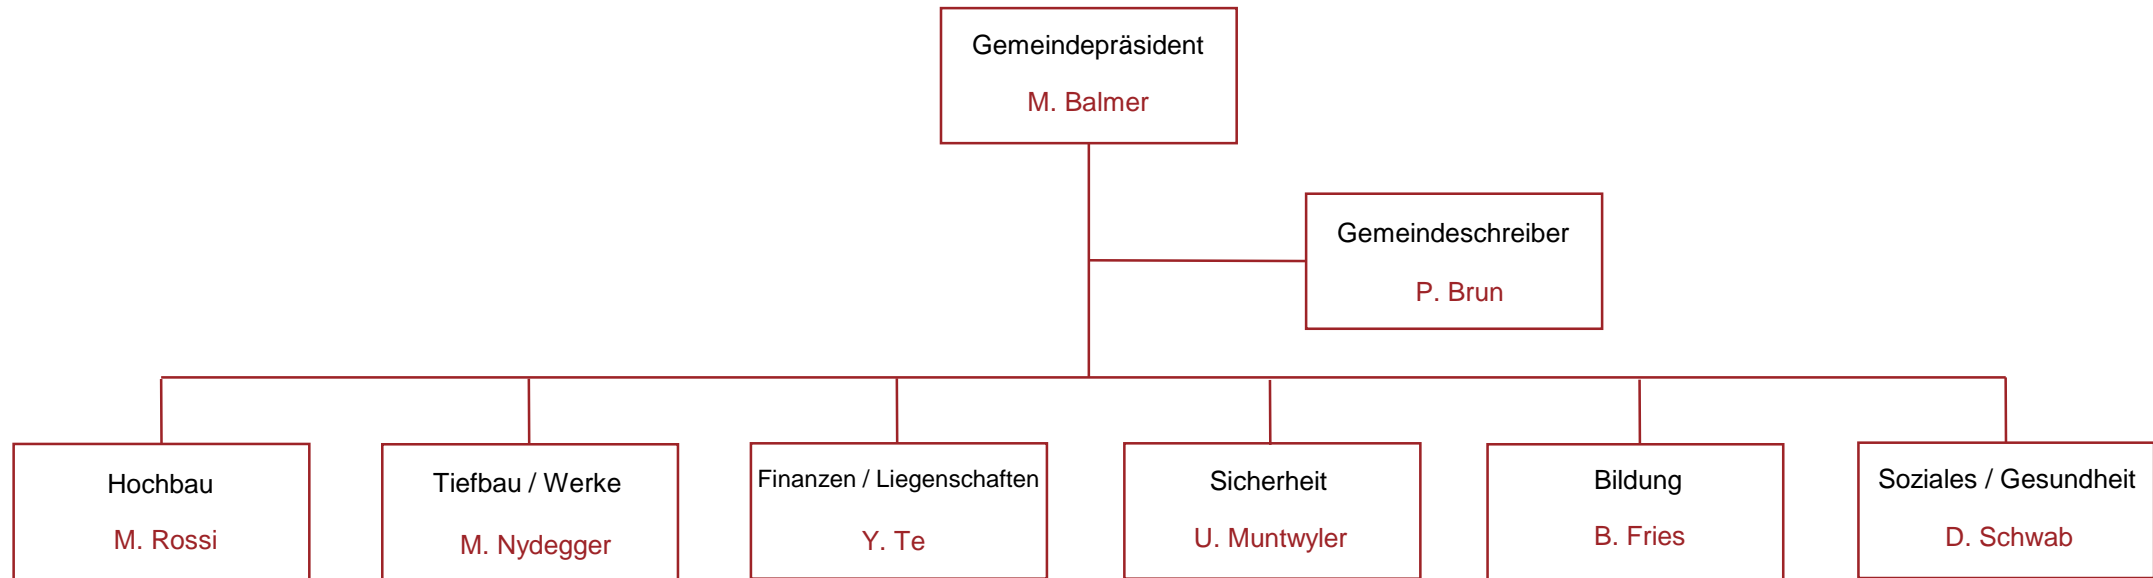 Gemeindepräsident
M. Balmer
Gemeindeschreiber
P. Brun
Hochbau
M. Rossi
Tiefbau / Werke
M. Nydegger
Finanzen / Liegenschaften
Y. Te
Sicherheit
U. Muntwyler
Bildung
B. Fries
Soziales / Gesundheit
D. Schwab